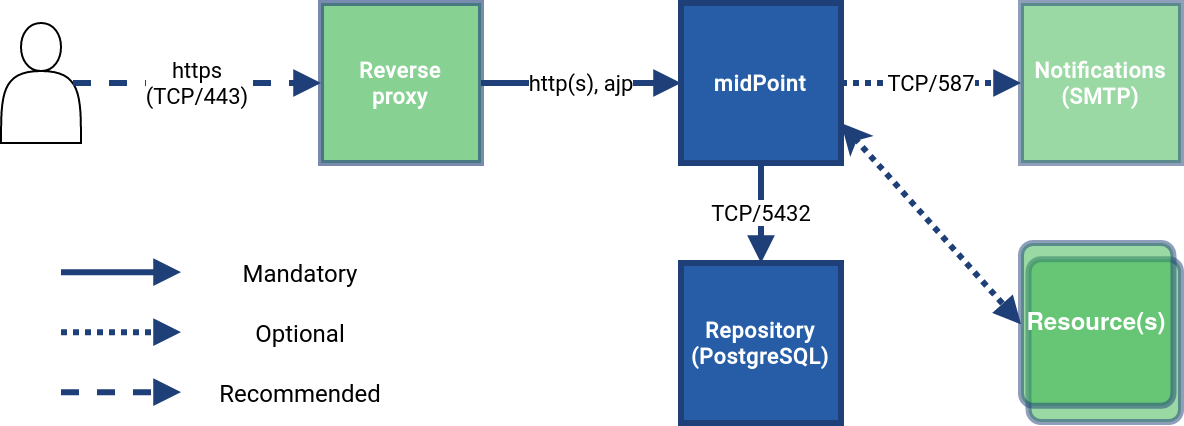 https
(TCP/443)
Reverse
proxy
http(s), ajp
midPoint
TCP/587
Notifications
(SMTP)
TCP/5432
Repository
(PostgreSQL)
Resource(s)
Mandatory
Optional
Recommended